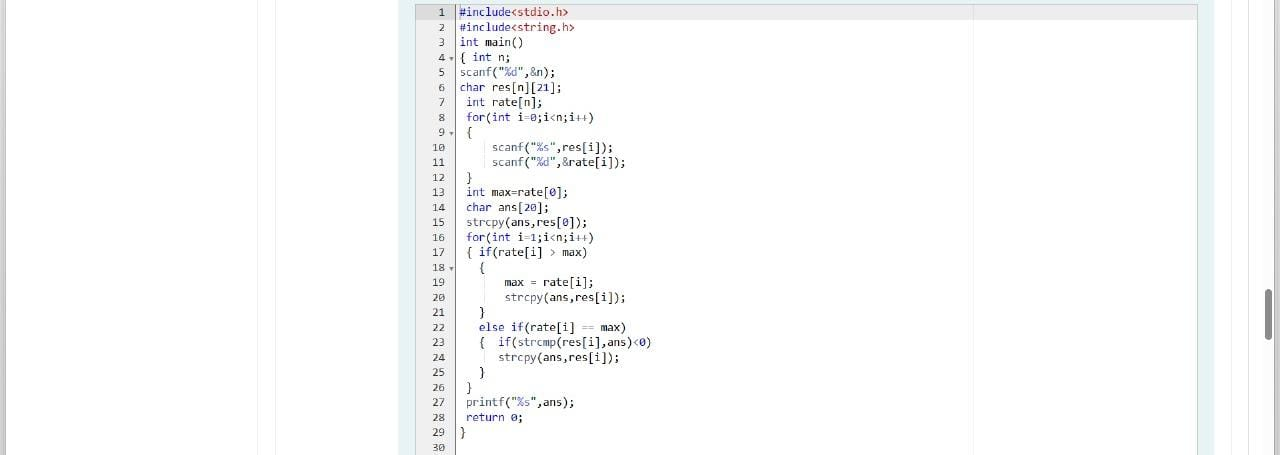 1 #include<stdio.h>
2 #include<string.h>
3 int main()
4 { int n;
5 scanf("%d",&n);
6 char res[n][21];
7 int rate[n];
8 for(int i=0;i<n;i++)
9 {
10 scanf("%s",res[i]);
11 scanf("%d",&rate[i]);
12 }
13 int max=rate[0];
14 char ans[20];
15 strcpy(ans,res[0]);
16 for(int i=1;i<n;i++)
17 { if(rate[i] > max)
18 {
19 max = rate[i];
20 strcpy(ans,res[i]);
21 }
22 else if(rate[i] == max)
23 { if(strcmp(res[i],ans)<0)
24 strcpy(ans,res[i]);
25 }
26 }
27 printf("%s",ans);
28 return 0;
29 }
30